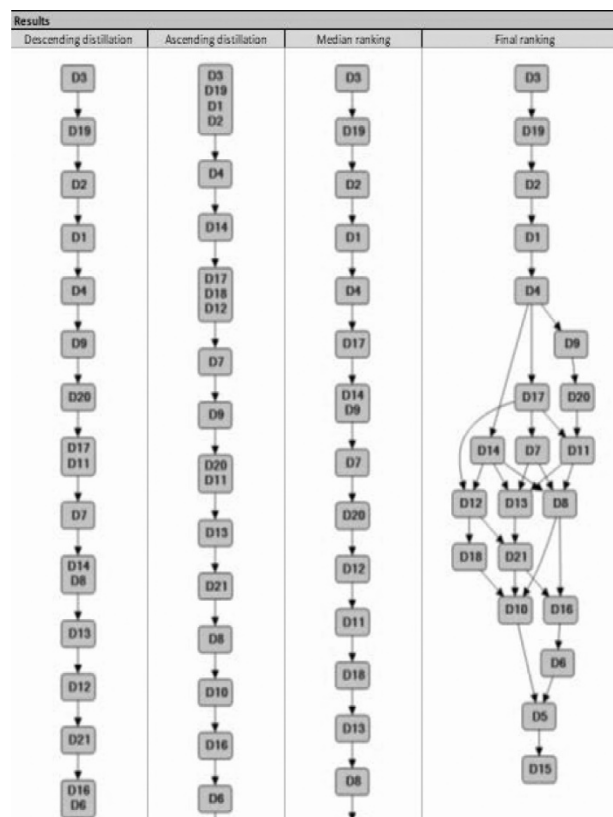 Results
Descending distillation
Ascending distillation
Median ranking
Final ranking
D3
D19
D2
D1
D4
D9
D20
D17
D11
D7
D14
D8
D13
D12
D21
D16
D6
D3
D19
D1
D2
D4
D14
D17
D18
D12
D7
D9
D20
D11
D13
D21
D8
D10
D16
D6
D3
D19
D2
D1
D4
D17
D14
D9
D7
D20
D12
D11
D18
D13
D8
D3
D19
D2
D1
D4
D9
D17
D20
D14
D7
D11
D12
D13
D8
D18
D21
D10
D16
D6
D5
D15